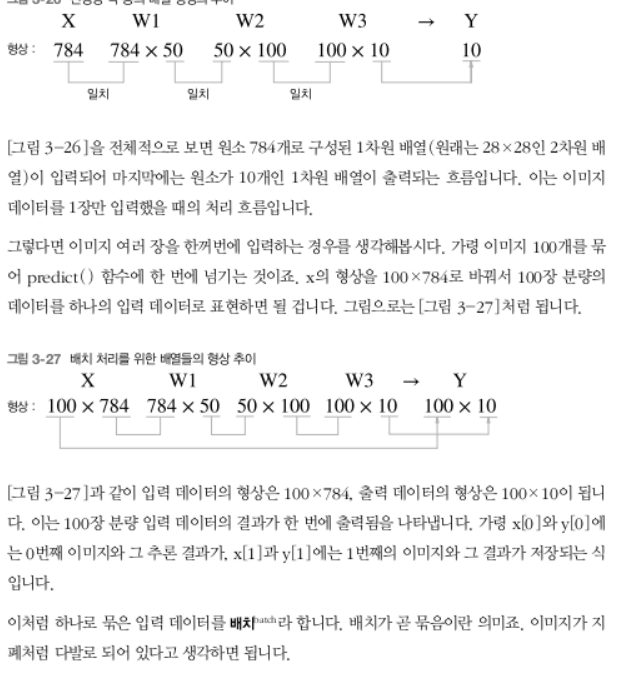 X W1 W2 W3 → Y
형상 : 784 784 × 50 50 × 100 100 × 10 10
일치 일치 일치
[그림 3-26]을 전체적으로 보면 원소 784개로 구성된 1차원 배열(원래는 28×28인 2차원 배
열)이 입력되어 마지막에는 원소가 10개인 1차원 배열이 출력되는 흐름입니다. 이는 이미지
데이터를 1장만 입력했을 때의 처리 흐름입니다.
그렇다면 이미지 여러 장을 한꺼번에 입력하는 경우를 생각해봅시다. 가령 이미지 100개를 묶
어 predict() 함수에 한 번에 넘기는 것이죠. x의 형상을 100×784로 바꿔서 100장 분량의
데이터를 하나의 입력 데이터로 표현하면 될 겁니다. 그림으로는 [그림 3-27]처럼 됩니다.
그림 3-27 배치 처리를 위한 배열들의 형상 추이
X W1 W2 W3 → Y
형상 : 100 × 784 784 × 50 50 × 100 100 × 10 100 × 10
[그림 3-27]과 같이 입력 데이터의 형상은 100×784, 출력 데이터의 형상은 100×10이 됩니
다. 이는 100장 분량 입력 데이터의 결과가 한 번에 출력됨을 나타냅니다. 가령 x[0]와 y[0]에
는 0번째 이미지와 그 추론 결과가, x[1]과 y[1]에는 1번째의 이미지와 그 결과가 저장되는 식
입니다.
이처럼 하나로 묶은 입력 데이터를 배치batch라 합니다. 배치가 곧 묶음이란 의미죠. 이미지가 지
폐처럼 다발로 되어 있다고 생각하면 됩니다.